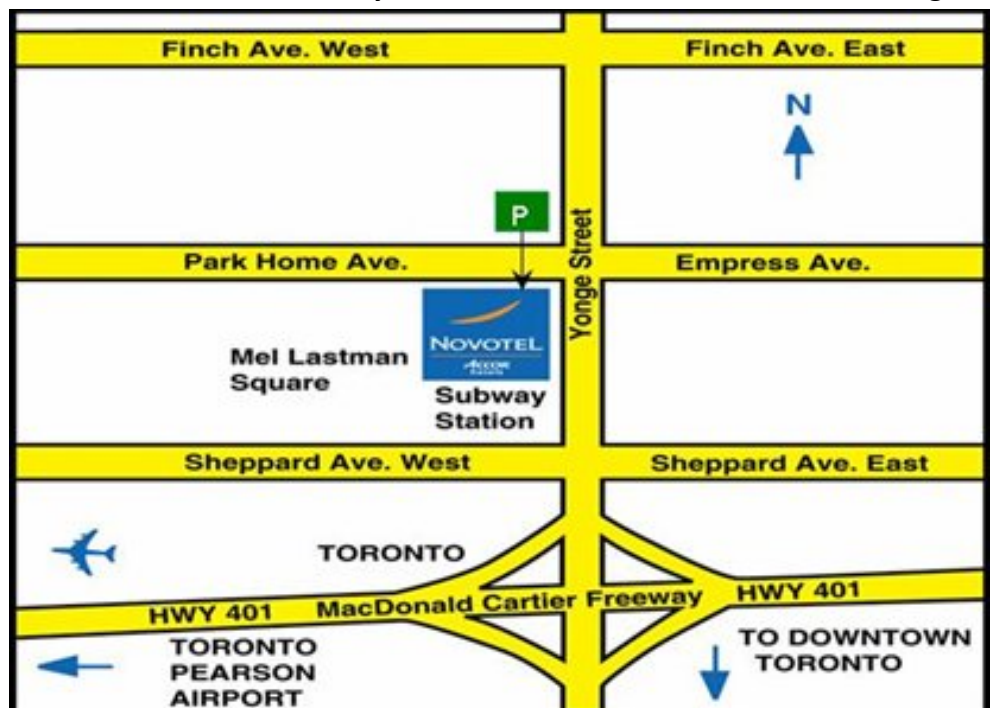 Finch Ave. West
Finch Ave. East
N
P
Park Home Ave.
Empress Ave.
Yonge Street
NOVOTEL
ACCOR
hotels
Mel Lastman
Square
Subway
Station
Sheppard Ave. West
Sheppard Ave. East
TORONTO
HWY 401
MacDonald Cartier Freeway
HWY 401
TORONTO
PEARSON
AIRPORT
TO DOWNTOWN
TORONTO